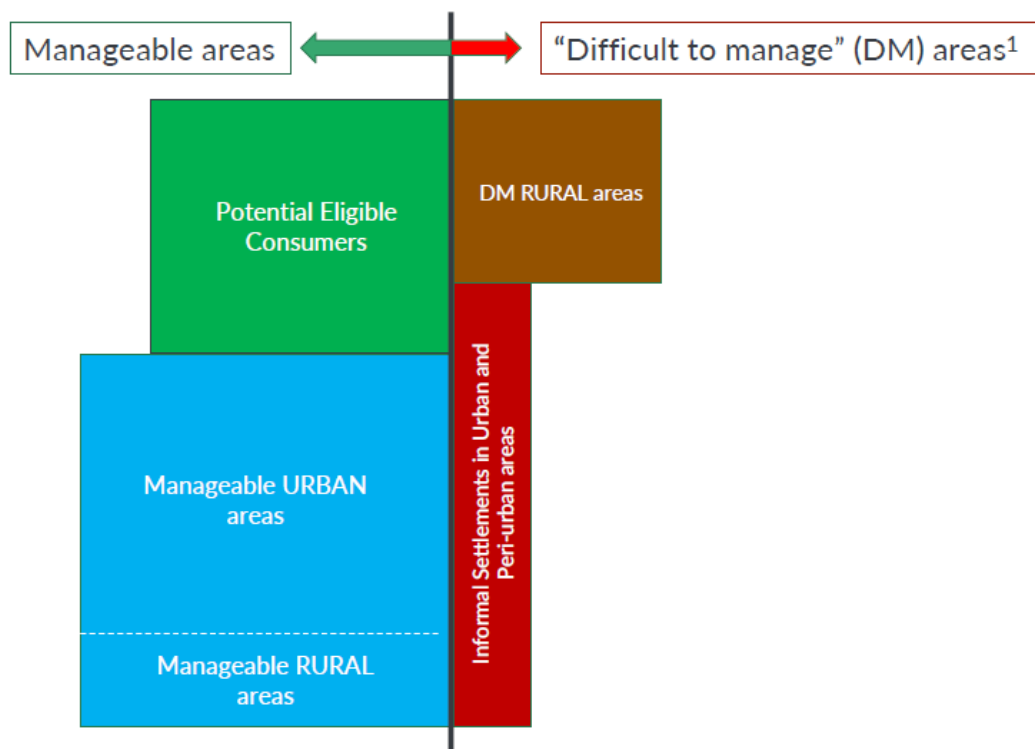 Manageable areas
“Difficult to manage” (DM) areas¹
Potential Eligible
Consumers
DM RURAL areas
Manageable URBAN
areas
Informal Settlements in Urban and
Peri-urban areas
Manageable RURAL
areas